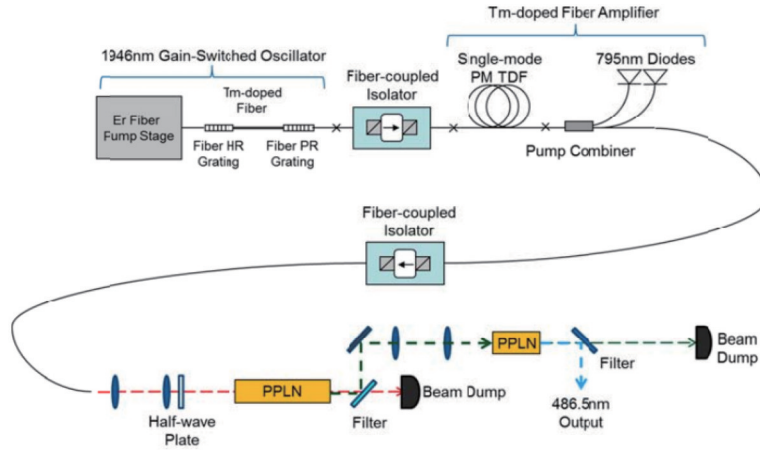 Tm-doped Fiber Amplifier
1946nm Gain-Switched Oscillator
Single-mode
PM TDF
795nm Diodes
Fiber-coupled
Isolator
Tm-doped
Fiber
Er Fiber
Fump Stage
Fiber HR
Grating
Fiber PR
Grating
Pump Combiner
Fiber-coupled
Isolator
PPLN
Beam
Dump
Filter
PPLN
Beam Dump
486.5nm
Output
Half-wave
Plate
Filter